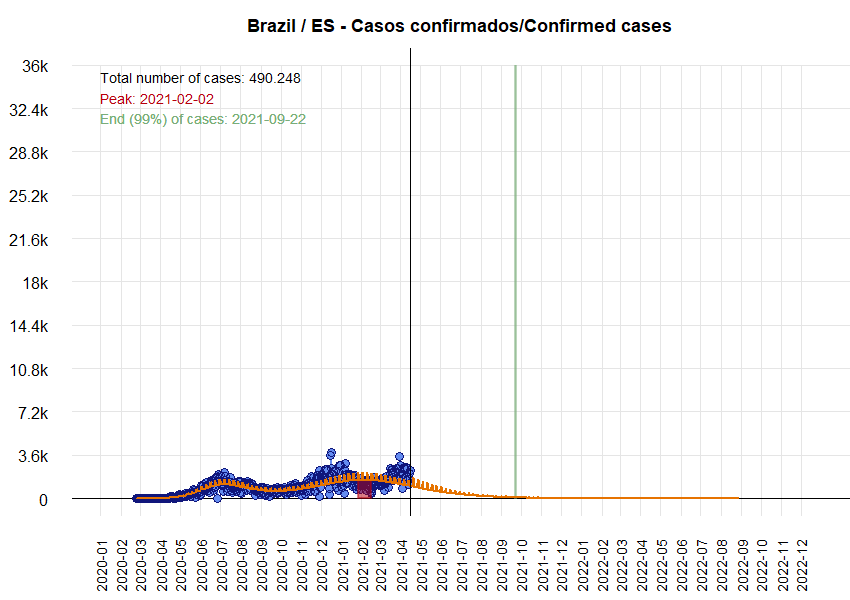 Brazil / ES - Casos confirmados/Confirmed cases
36k
32.4k
28.8k
25.2k
21.6k
18k
14.4k
10.8k
7.2k
3.6k
0
Total number of cases: 490.248
Peak: 2021-02-02
End (99%) of cases: 2021-09-22
2020-01
2020-02
2020-03
2020-04
2020-05
2020-06
2020-07
2020-08
2020-09
2020-10
2020-11
2020-12
2021-01
2021-02
2021-03
2021-04
2021-05
2021-06
2021-07
2021-08
2021-09
2021-10
2021-11
2021-12
2022-01
2022-02
2022-03
2022-04
2022-05
2022-06
2022-07
2022-08
2022-09
2022-10
2022-11
2022-12